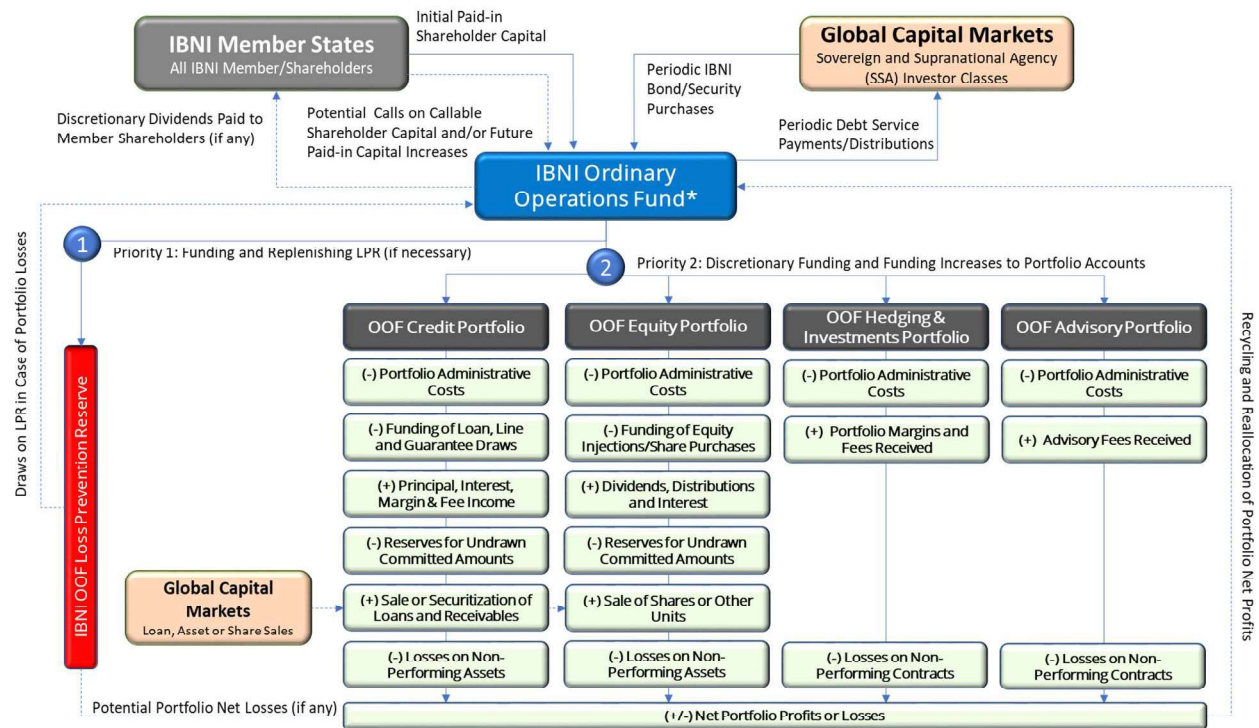 IBNI Member States
All IBNI Member/Shareholders
Initial Paid-in
Shareholder Capital
Global Capital Markets
Sovereign and Supranational Agency
(SSA) Investor Classes
Periodic IBNI
Bond/Security
Purchases
Discretionary Dividends Paid to
Member Shareholders (if any)
Potential Calls on Callable
Shareholder Capital and/or Future
Paid-in Capital Increases
Periodic Debt Service
Payments/Distributions
IBNI Ordinary
Operations Fund*
1
Priority 1: Funding and Replenishing LPR (if necessary)
2
Priority 2: Discretionary Funding and Funding Increases to Portfolio Accounts
Draws on LPR in Case of Portfolio Losses
IBNI OOF Loss Prevention Reserve
OOF Credit Portfolio
(-) Portfolio Administrative
Costs
(-) Funding of Loan, Line
and Guarantee Draws
(+) Principal, Interest,
Margin & Fee Income
(-) Reserves for Undrawn
Committed Amounts
(+) Sale or Securitization of
Loans and Receivables
(-) Losses on Non-
Performing Assets
OOF Equity Portfolio
(-) Portfolio Administrative
Costs
(-) Funding of Equity
Injections/Share Purchases
(+) Dividends, Distributions
and Interest
(-) Reserves for Undrawn
Committed Amounts
(+) Sale of Shares or Other
Units
(-) Losses on Non-
Performing Assets
OOF Hedging &
Investments Portfolio
(-) Portfolio Administrative
Costs
(+) Portfolio Margins and
Fees Received
(-) Losses on Non-
Performing Contracts
OOF Advisory Portfolio
(-) Portfolio Administrative
Costs
(+) Advisory Fees Received
(-) Losses on Non-
Performing Contracts
Global Capital
Markets
Loan, Asset or Share Sales
Potential Portfolio Net Losses (if any)
(+/-) Net Portfolio Profits or Losses
Recycling and Reallocation of Portfolio Net Profits